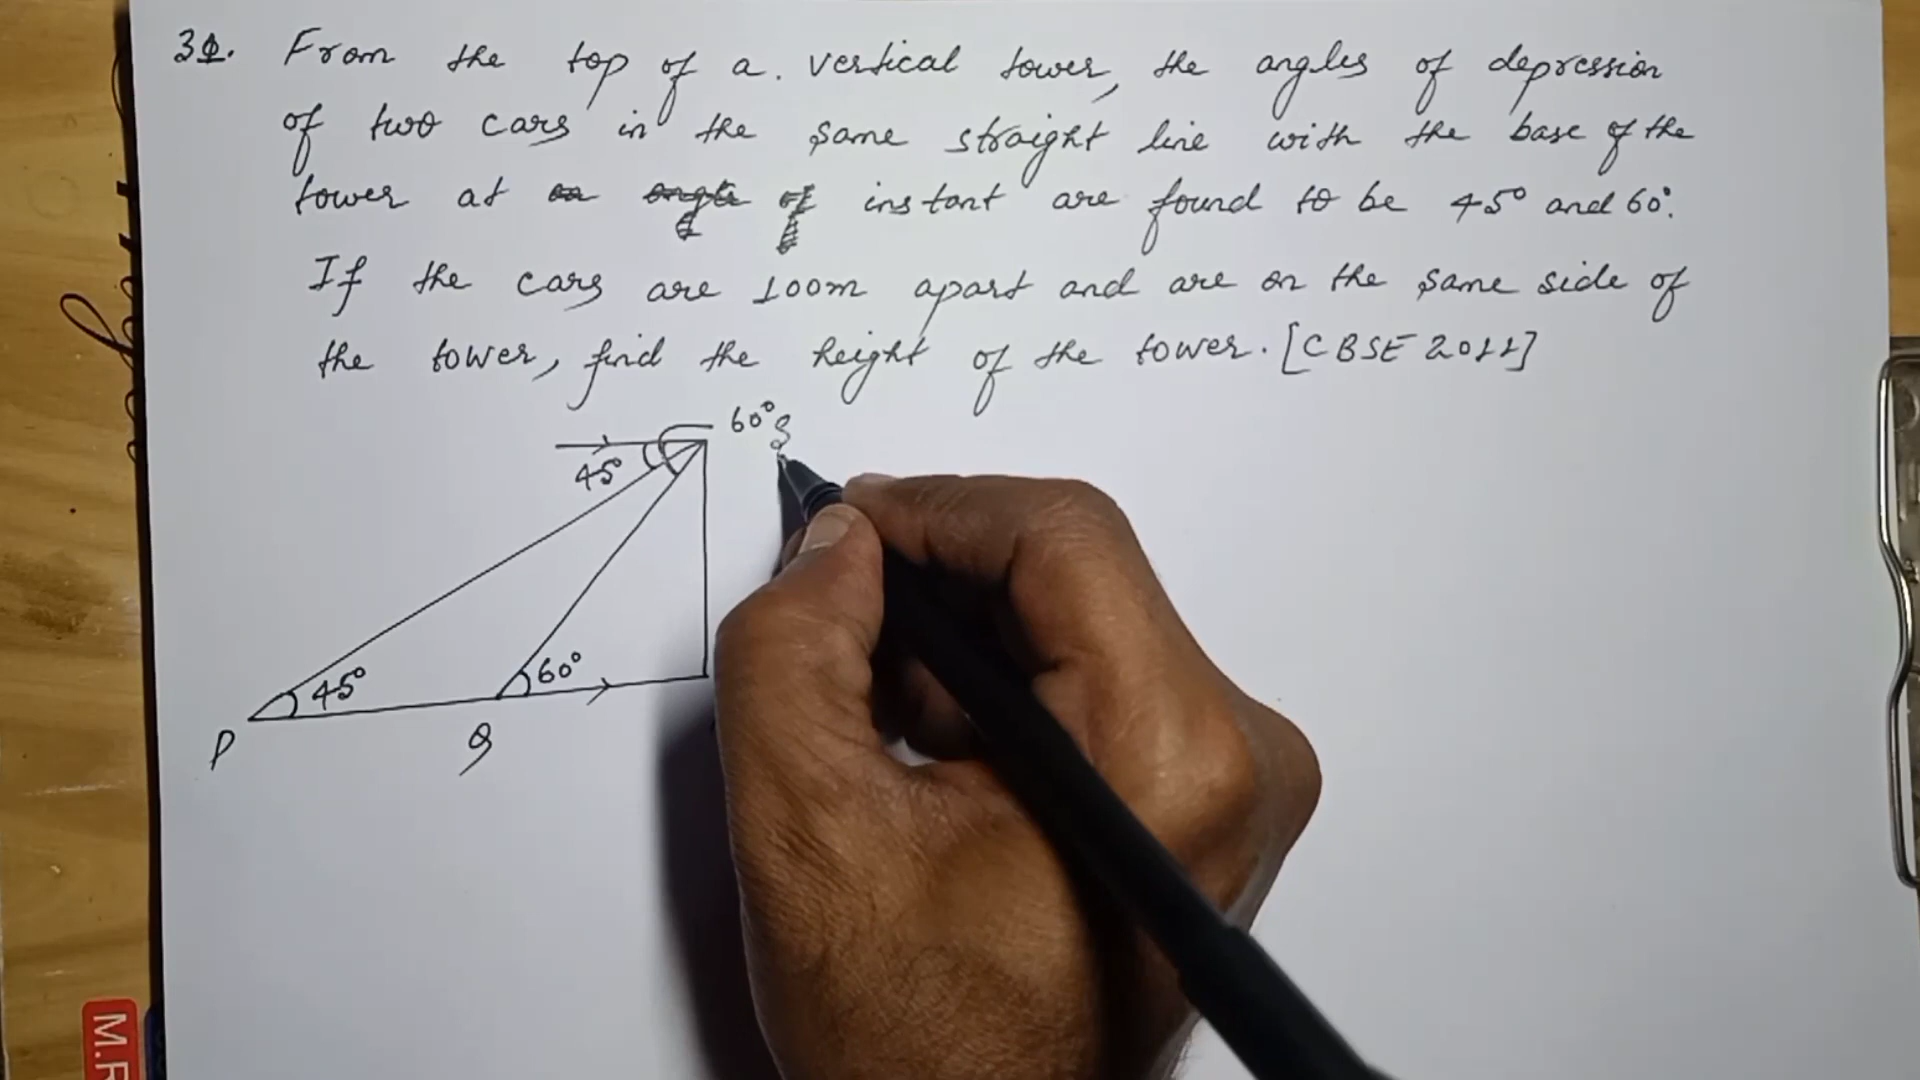 31. From the top of a. vertical tower, the angles of depression
of two cars in the same straight line with the base of the
tower at an angle of instant are found to be 45° and 60°.
If the cars are 100m apart and are on the same side of
the tower, find the height of the tower. [CBSE 2011]
60° S
45°
45°
60°
P
Q
M.R